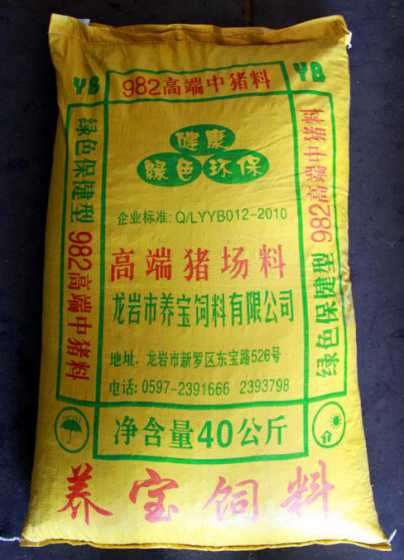 YB 982高端中猪料 YB
健康
绿色环保
企业标准: Q/LYYB012-2010
高端猪场料
龙岩市养宝饲料有限公司
地址. 龙岩市新罗区东宝路526号
电话: 0597-2391666 2393798
净含量40公斤
绿色保健型 982高端中猪料
绿色保健型 982高端中猪料
养宝饲料